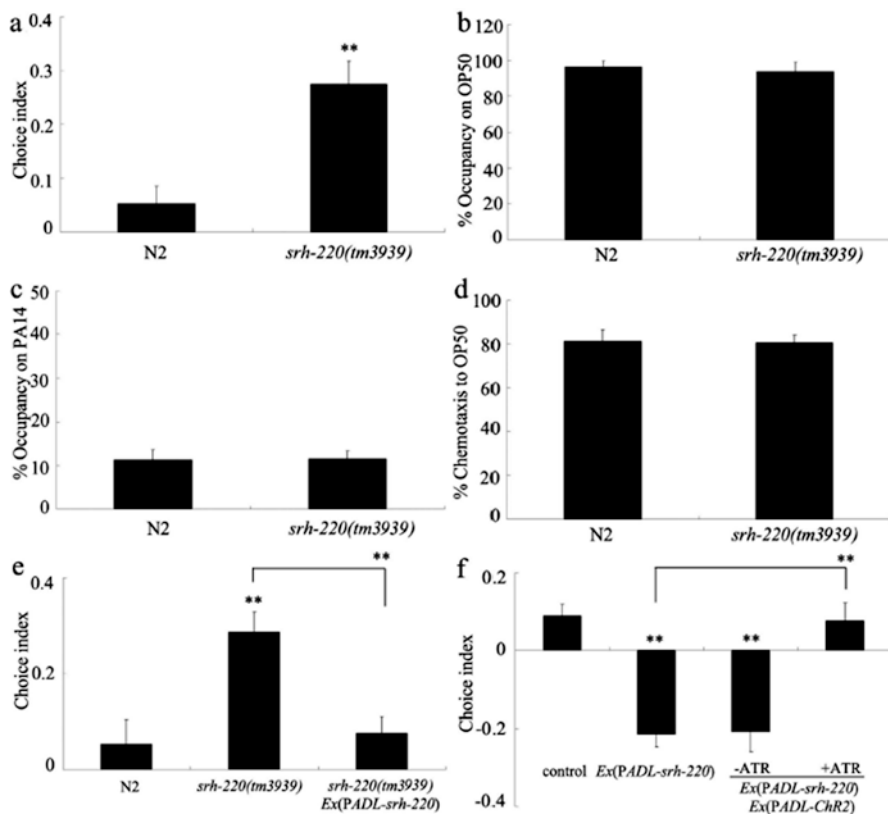 a
0.4
0.3
0.2
0.1
0
Choice index
**
N2
srh-220(tm3939)
b
100
80
60
40
20
0
% Occupancy on OP50
N2
srh-220(tm3939)
c
50
40
30
20
10
0
% Occupancy on PA14
N2
srh-220(tm3939)
d
100
80
60
40
20
0
% Chemotaxis to OP50
N2
srh-220(tm3939)
e
0.4
0.2
0
Choice index
**
**
N2
srh-220(tm3939)
srh-220(tm3939)
Ex(PADL-srh-220)
f
0.2
0
-0.2
-0.4
Choice index
**
**
**
control
Ex(PADL-srh-220)
-ATR
+ATR
Ex(PADL-srh-220)
Ex(PADL-ChR2)